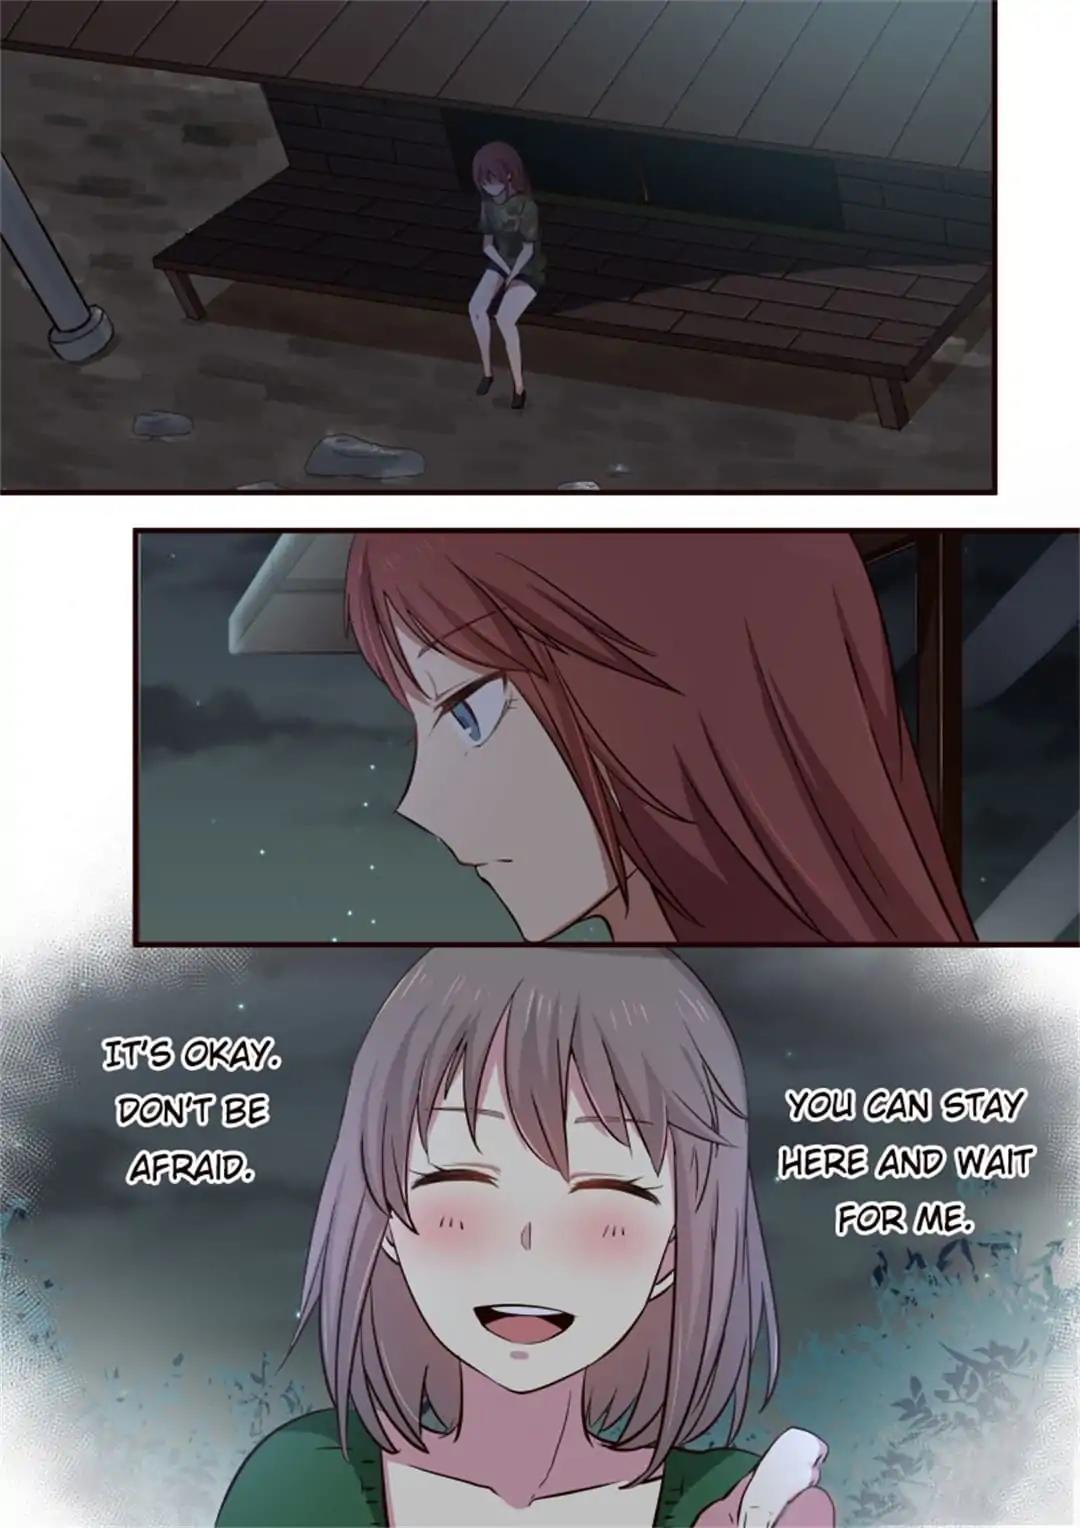 IT'S OKAY.
DON'T BE
AFRAID.
YOU CAN STAY
HERE AND WAIT
FOR ME.